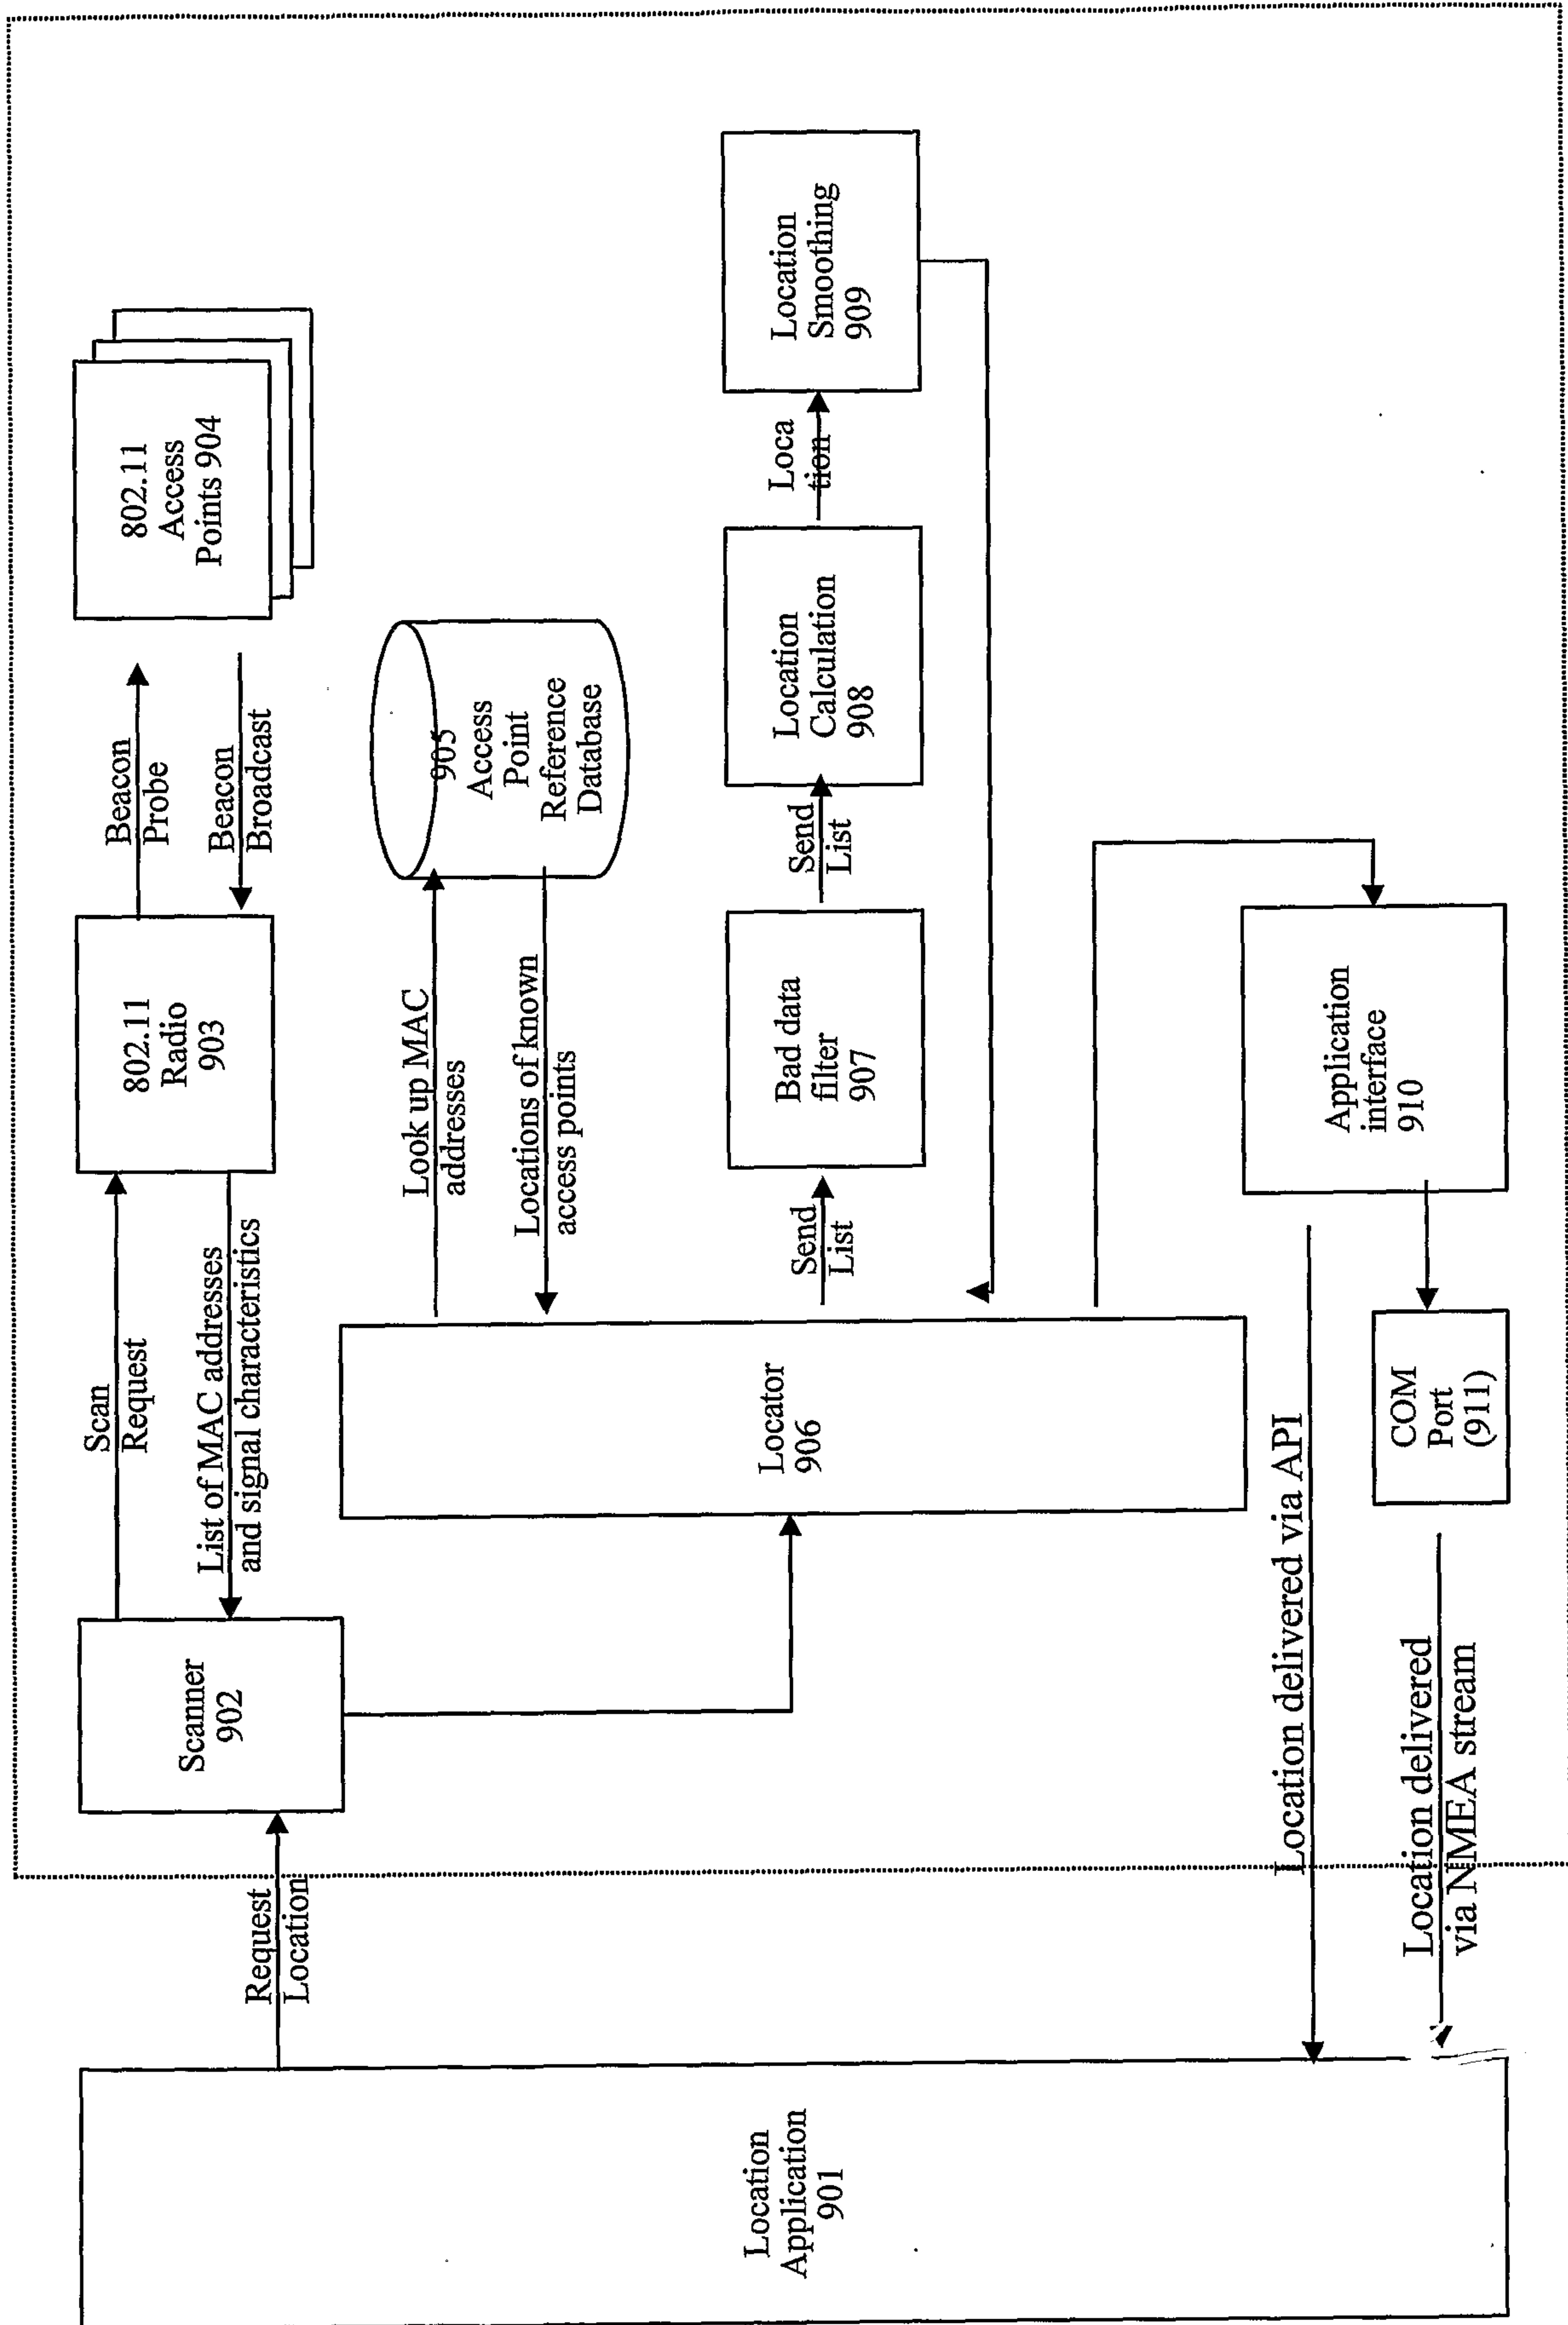 802.11
Access
Points 904
Beacon
Probe
Beacon
Broadcast
802.11
Radio
903
Scan
Request
List of MAC addresses
and signal characteristics
Scanner
902
Request
Location
905
Access
Point
Reference
Database
Look up MAC
addresses
Locations of known
access points
Locator
906
Send
List
Bad data
filter
907
Send
List
Location
Calculation
908
Loca
tion
Location
Smoothing
909
Application
interface
910
COM
Port
(911)
Location delivered via API
Location delivered
via NMEA stream
Location
Application
901